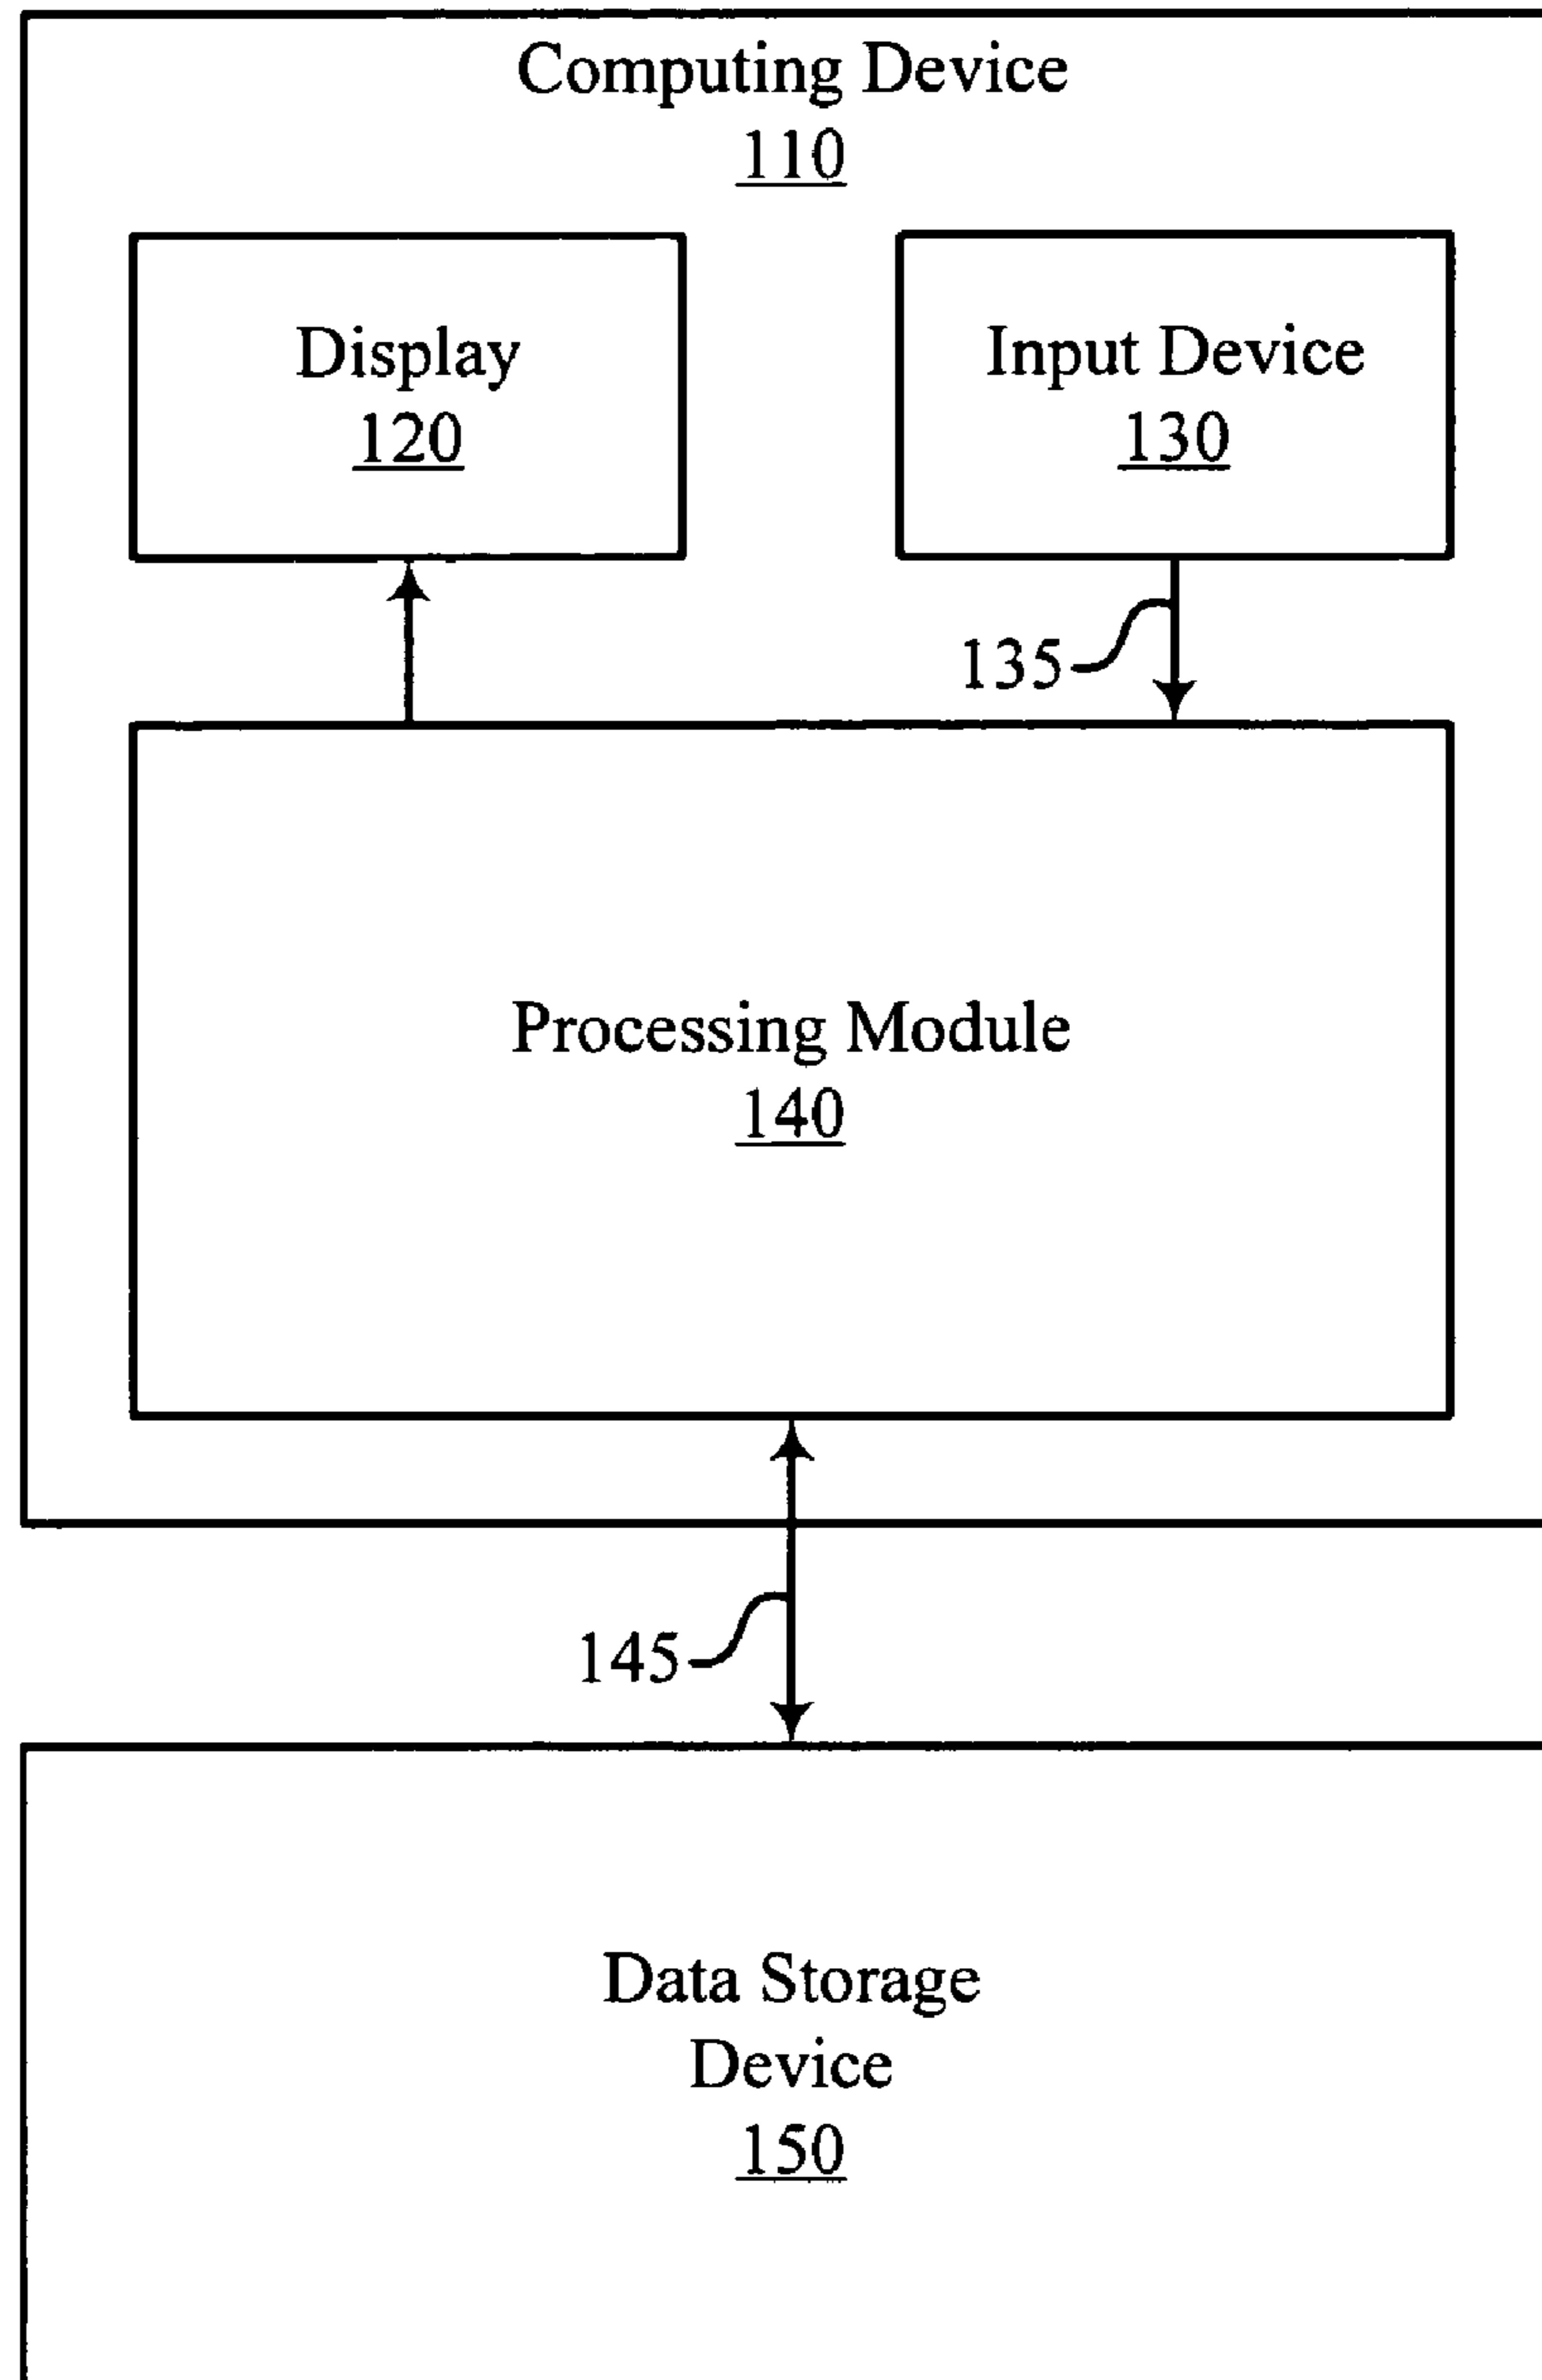 Computing Device
110
Display
120
Input Device
130
135
Processing Module
140
145
Data Storage
Device
150